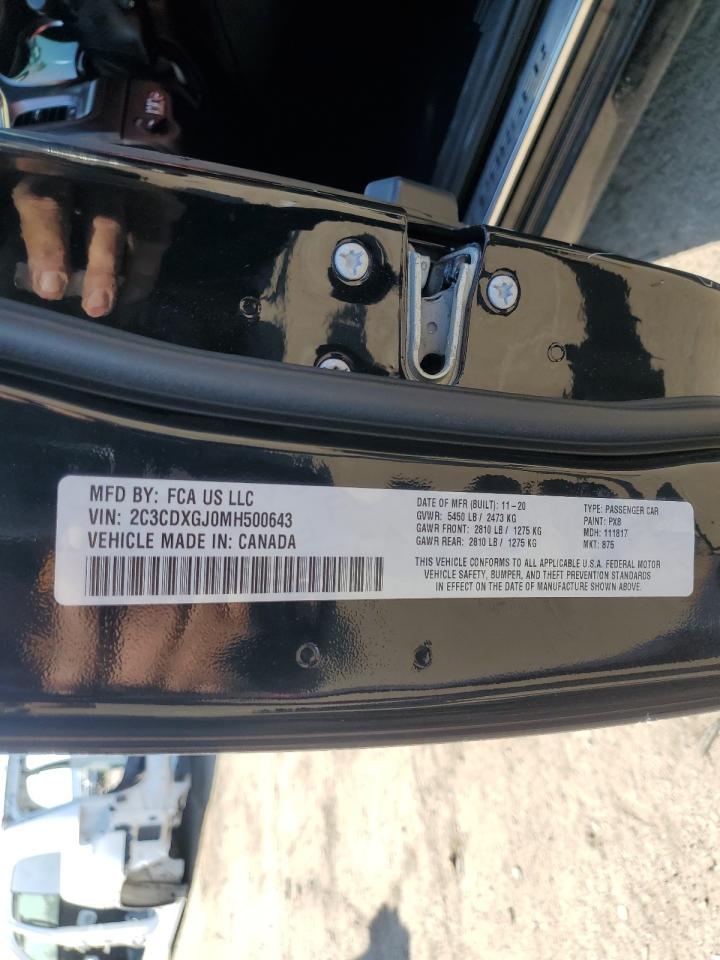 MFD BY: FCA US LLC
VIN: 2C3CDXGJ0MH500643
VEHICLE MADE IN: CANADA
DATE OF MFR (BUILT): 11-20
GVWR: 5450 LB / 2473 KG
GAWR FRONT: 2810 LB / 1275 KG
GAWR REAR: 2810 LB / 1275 KG
TYPE: PASSENGER CAR
PAINT: PX8
MDH: 111817
MKT: 875
THIS VEHICLE CONFORMS TO ALL APPLICABLE U.S.A. FEDERAL MOTOR
VEHICLE SAFETY, BUMPER, AND THEFT PREVENTION STANDARDS
IN EFFECT ON THE DATE OF MANUFACTURE SHOWN ABOVE.